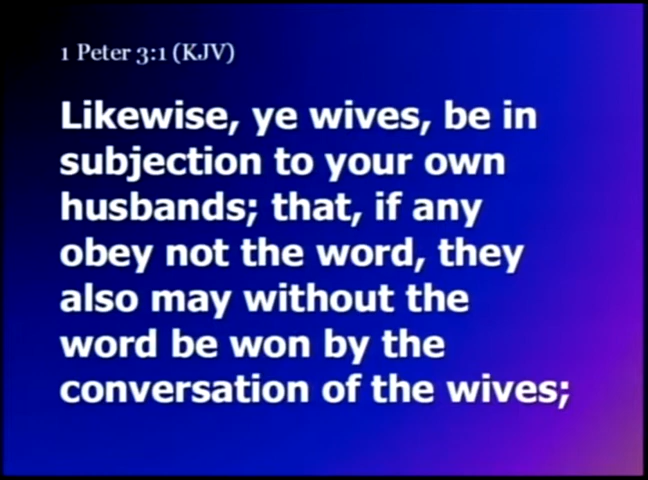 1 Peter 3:1 (KJV)
Likewise, ye wives, be in
subjection to your own
husbands; that, if any
obey not the word, they
also may without the
word be won by the
conversation of the wives;